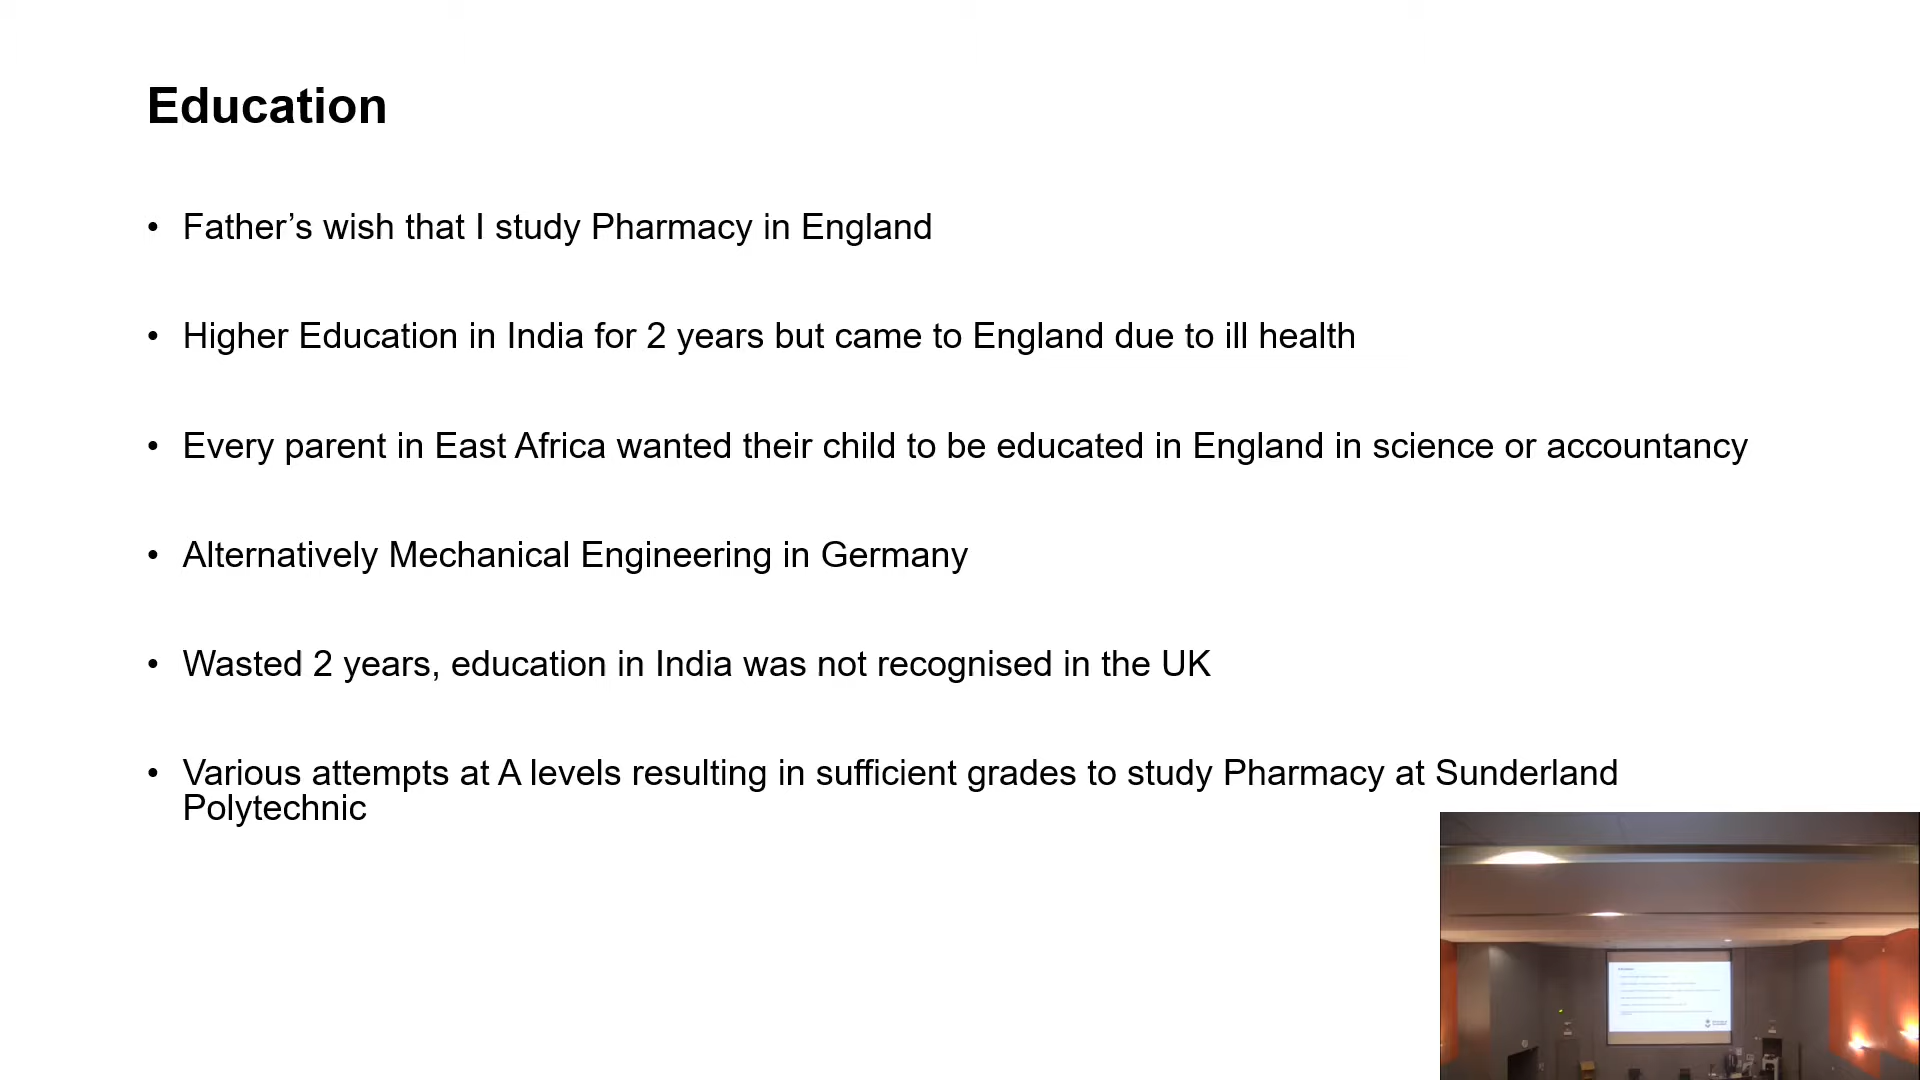 Education
• Father’s wish that I study Pharmacy in England
• Higher Education in India for 2 years but came to England due to ill health
• Every parent in East Africa wanted their child to be educated in England in science or accountancy
• Alternatively Mechanical Engineering in Germany
• Wasted 2 years, education in India was not recognised in the UK
• Various attempts at A levels resulting in sufficient grades to study Pharmacy at Sunderland
Polytechnic